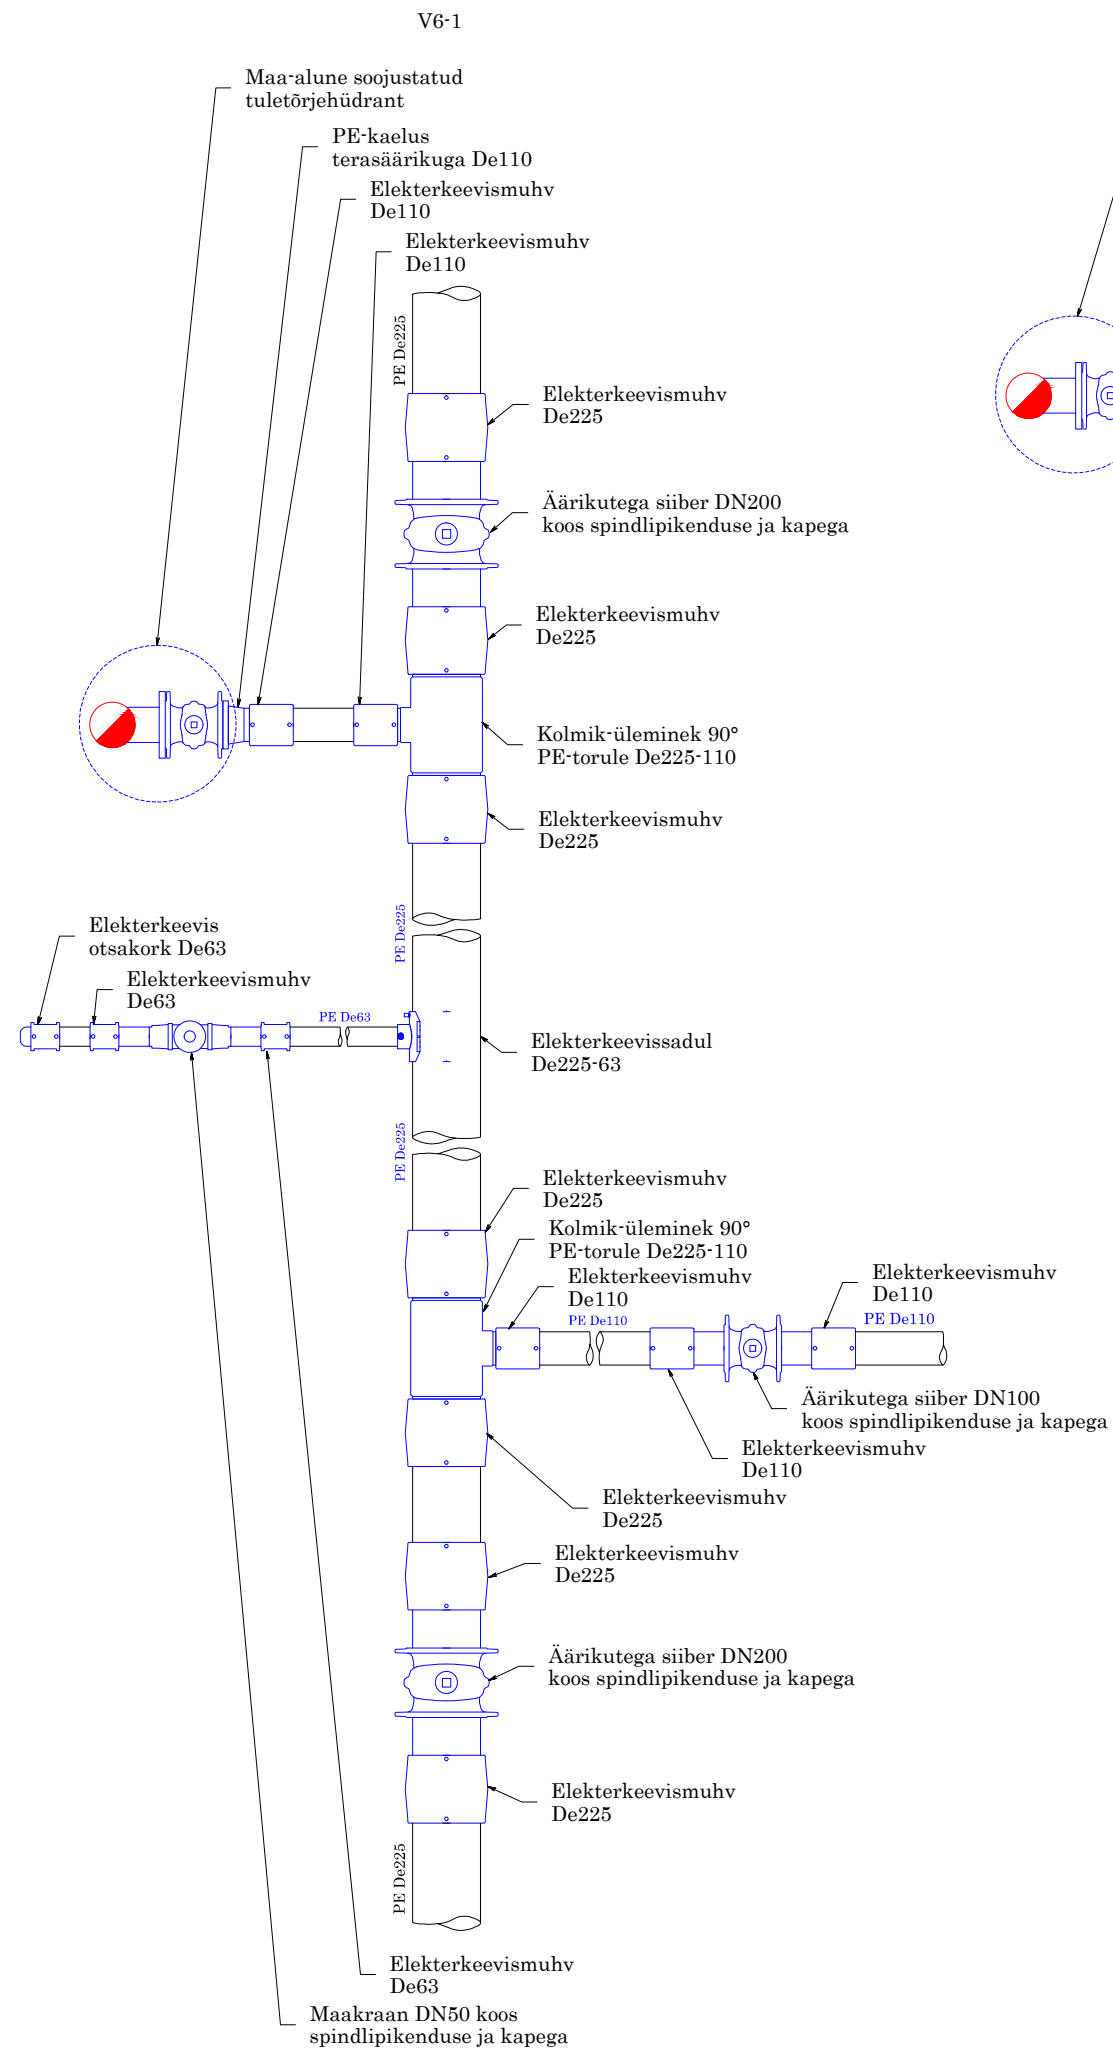 V6-1
Maa-alune soojustatud
tuletõrjehüdrant
PE-kaelus
terasäärikuga De110
Elekterkeevismuhv
De110
Elekterkeevismuhv
De110
PE De225
Elekterkeevismuhv
De225
Äärikutega siiber DN200
koos spindlipikenduse ja kapega
Elekterkeevismuhv
De225
Kolmik-üleminek 90°
PE-torule De225-110
Elekterkeevismuhv
De225
PE De225
Elekterkeevis
otsakork De63
Elekterkeevismuhv
De63
PE De63
Elekterkeevissadul
De225-63
PE De225
Elekterkeevismuhv
De225
Kolmik-üleminek 90°
PE-torule De225-110
Elekterkeevismuhv
De110
PE De110
Elekterkeevismuhv
De110
PE De110
Äärikutega siiber DN100
koos spindlipikenduse ja kapega
Elekterkeevismuhv
De110
Elekterkeevismuhv
De225
Elekterkeevismuhv
De225
Äärikutega siiber DN200
koos spindlipikenduse ja kapega
Elekterkeevismuhv
De225
PE De225
Elekterkeevismuhv
De63
Maakraan DN50 koos
spindlipikenduse ja kapega